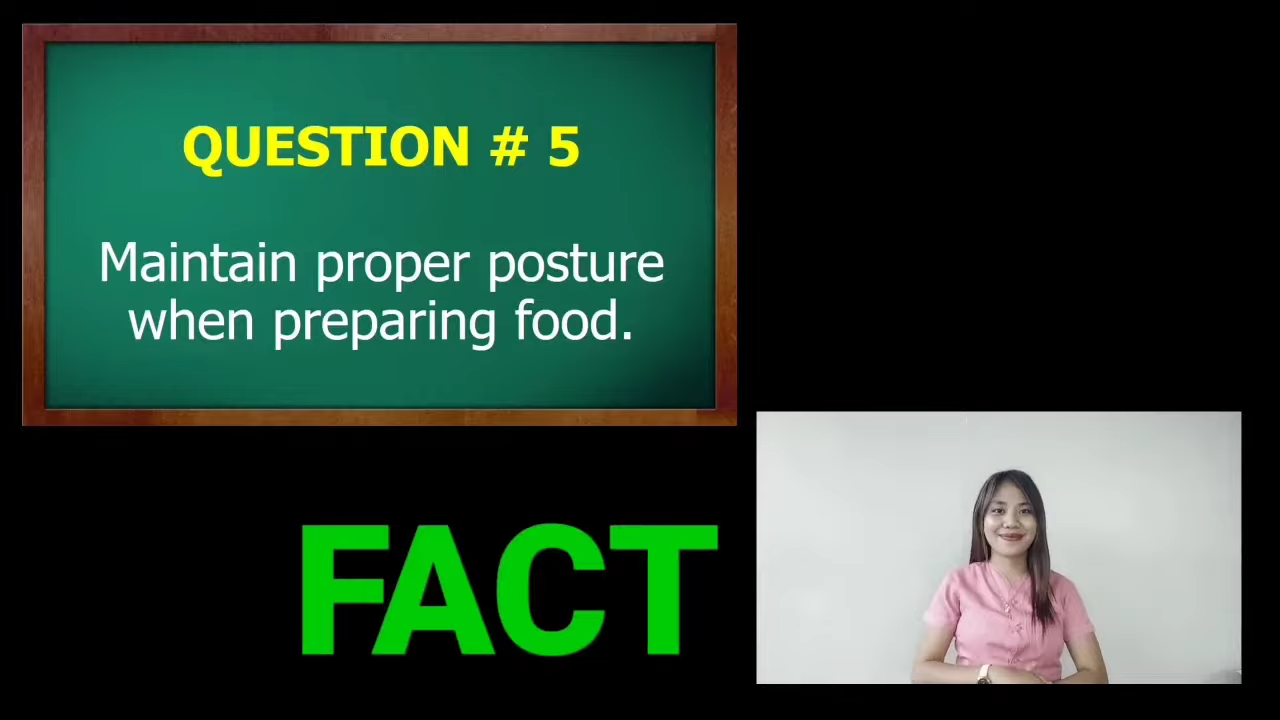 QUESTION # 5
Maintain proper posture
when preparing food.
FACT